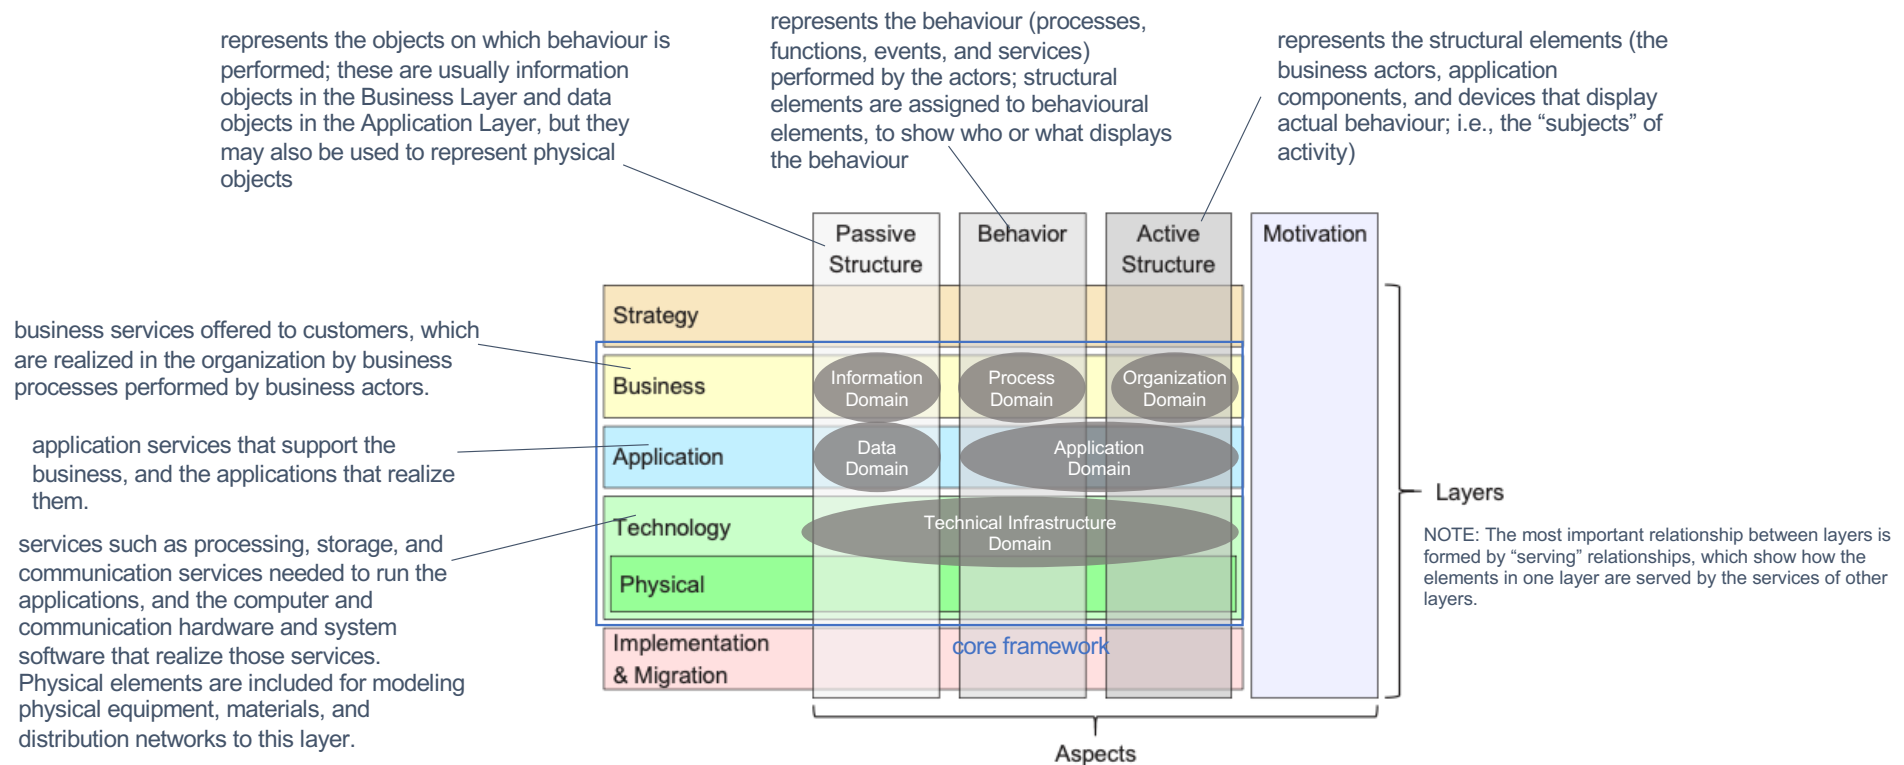 represents the objects on which behaviour is
performed; these are usually information
objects in the Business Layer and data
objects in the Application Layer, but they
may also be used to represent physical
objects
represents the behaviour (processes,
functions, events, and services)
performed by the actors; structural
elements are assigned to behavioural
elements, to show who or what displays
the behaviour
represents the structural elements (the
business actors, application
components, and devices that display
actual behaviour; i.e., the “subjects” of
activity)
Passive
Structure
Behavior
Active
Structure
Motivation
business services offered to customers, which
are realized in the organization by business
processes performed by business actors.
application services that support the
business, and the applications that realize
them.
services such as processing, storage, and
communication services needed to run the
applications, and the computer and
communication hardware and system
software that realize those services.
Physical elements are included for modeling
physical equipment, materials, and
distribution networks to this layer.
Strategy
Business
Information
Domain
Process
Domain
Organization
Domain
Application
Data
Domain
Application
Domain
Technology
Technical Infrastructure
Domain
Physical
Implementation
& Migration
core framework
Layers
NOTE: The most important relationship between layers is
formed by “serving” relationships, which show how the
elements in one layer are served by the services of other
layers.
Aspects